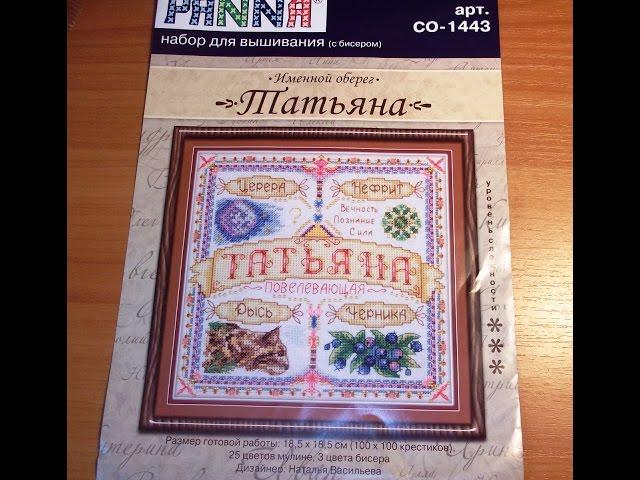 PANNA®
арт.
СО-1443
набор для вышивания (с бисером)
·Именной оберег·
Татьяна
Церера
Нефрит
?
Вечность
Познание
Сила
ТАТЬЯНА
ПОВЕЛЕВАЮЩАЯ
Рысь
Черника
уровень сложности
Размер готовой работы: 18,5 х 18,5 см (100 х 100 крестиков)
25 цветов мулине, 3 цвета бисера
Дизайнер: Наталья Васильева